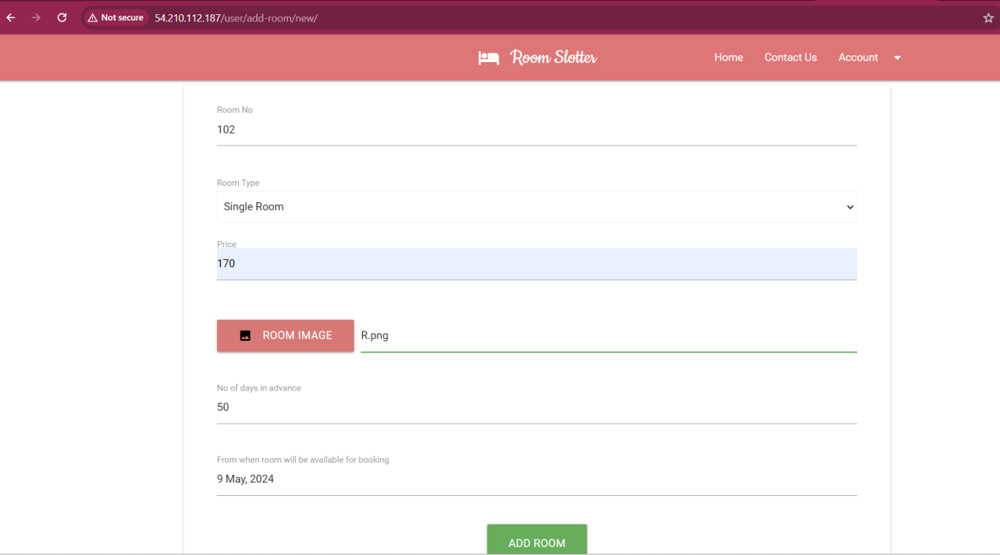 Not secure 54.210.112.187/user/add-room/new/
Room Slotter Home Contact Us Account
Room No
102
Room Type
Single Room
Price
170
ROOM IMAGE R.png
No of days in advance
50
From when room will be available for booking
9 May, 2024
ADD ROOM